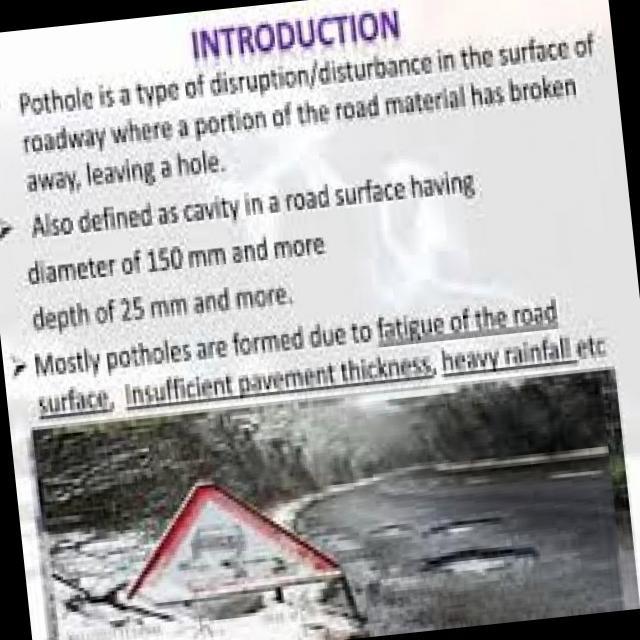 INTRODUCTION
Pothole is a type of disruption/disturbance in the surface of
roadway where a portion of the road material has broken
away, leaving a hole.
Also defined as cavity in a road surface having
diameter of 150 mm and more
depth of 25 mm and more.
Mostly potholes are formed due to fatigue of the road
surface, Insufficient pavement thickness, heavy rainfall etc